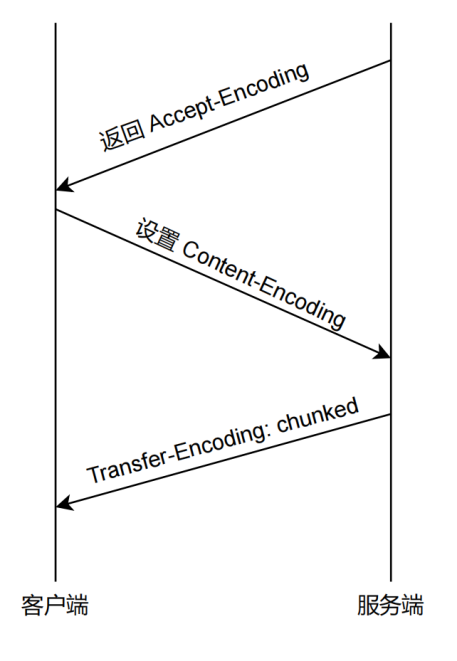 返回 Accept-Encoding
设置 Content-Encoding
Transfer-Encoding: chunked
客户端
服务端